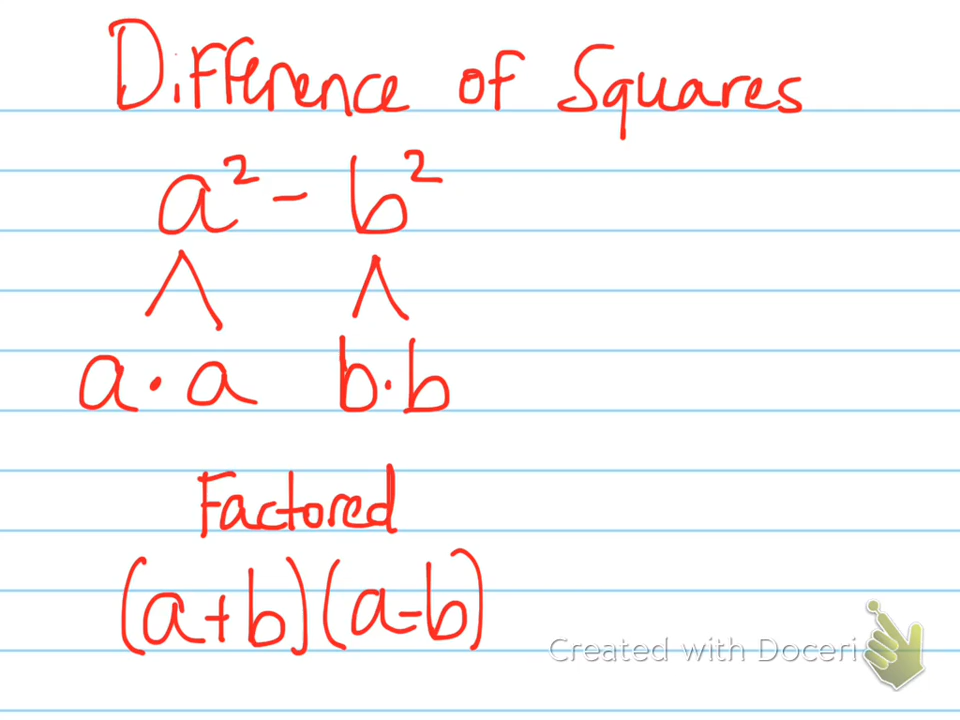 Difference of Squares
a² - b²
a · a b · b
Factored
(a+b)(a-b)
Created with Doceri